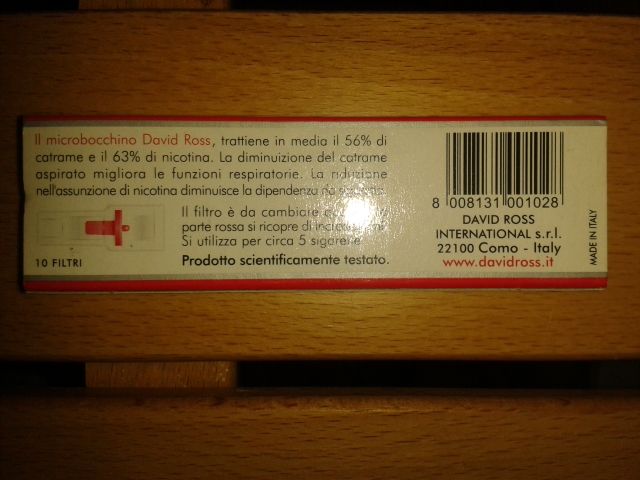 Il microbocchino David Ross, trattiene in media il 56% di
catrame e il 63% di nicotina. La diminuizione del catrame
aspirato migliora le funzioni respiratorie. La riduzione
nell'assunzione di nicotina diminuisce la dipendenza da
Il filtro è da cambiare
parte rossa si ricopre di
Si utilizza per circa 5 sigarette.
Prodotto scientificamente testato.
10 FILTRI
8 008131 001028
DAVID ROSS
INTERNATIONAL s.r.l.
22100 Como - Italy
www.davidross.it
MADE IN ITALY